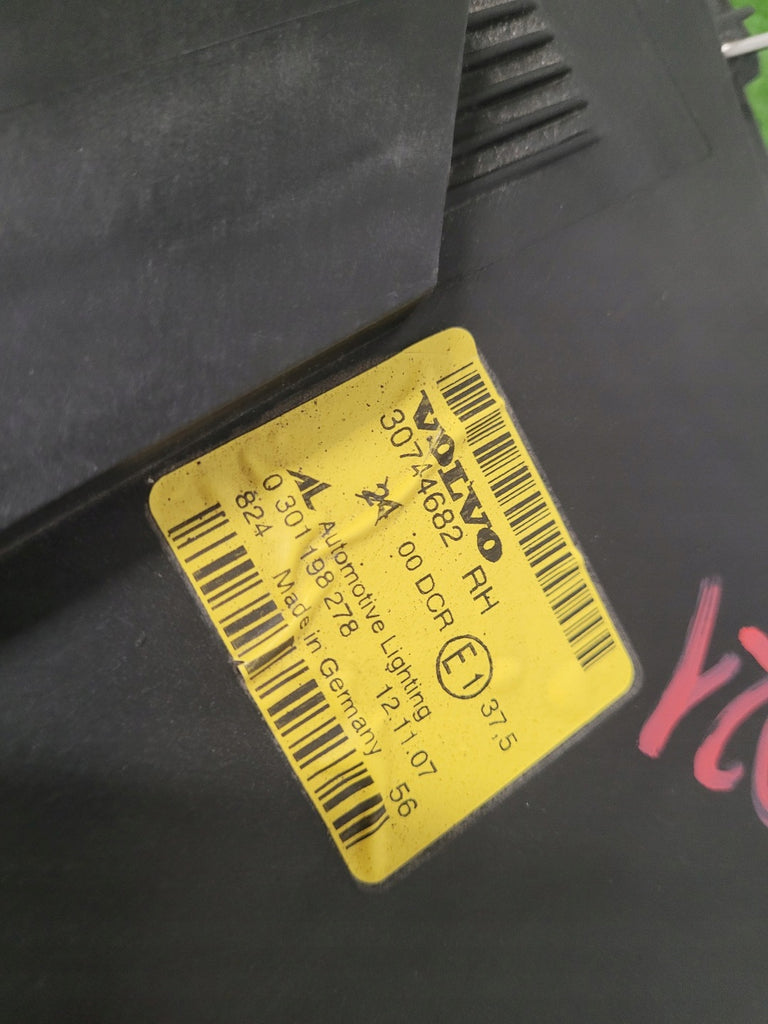 VOLVO
30744682 RH
24 00 DCR E1 37,5
AL Automotive Lighting
0 301 198 278 12.11.07
824 Made in Germany 56